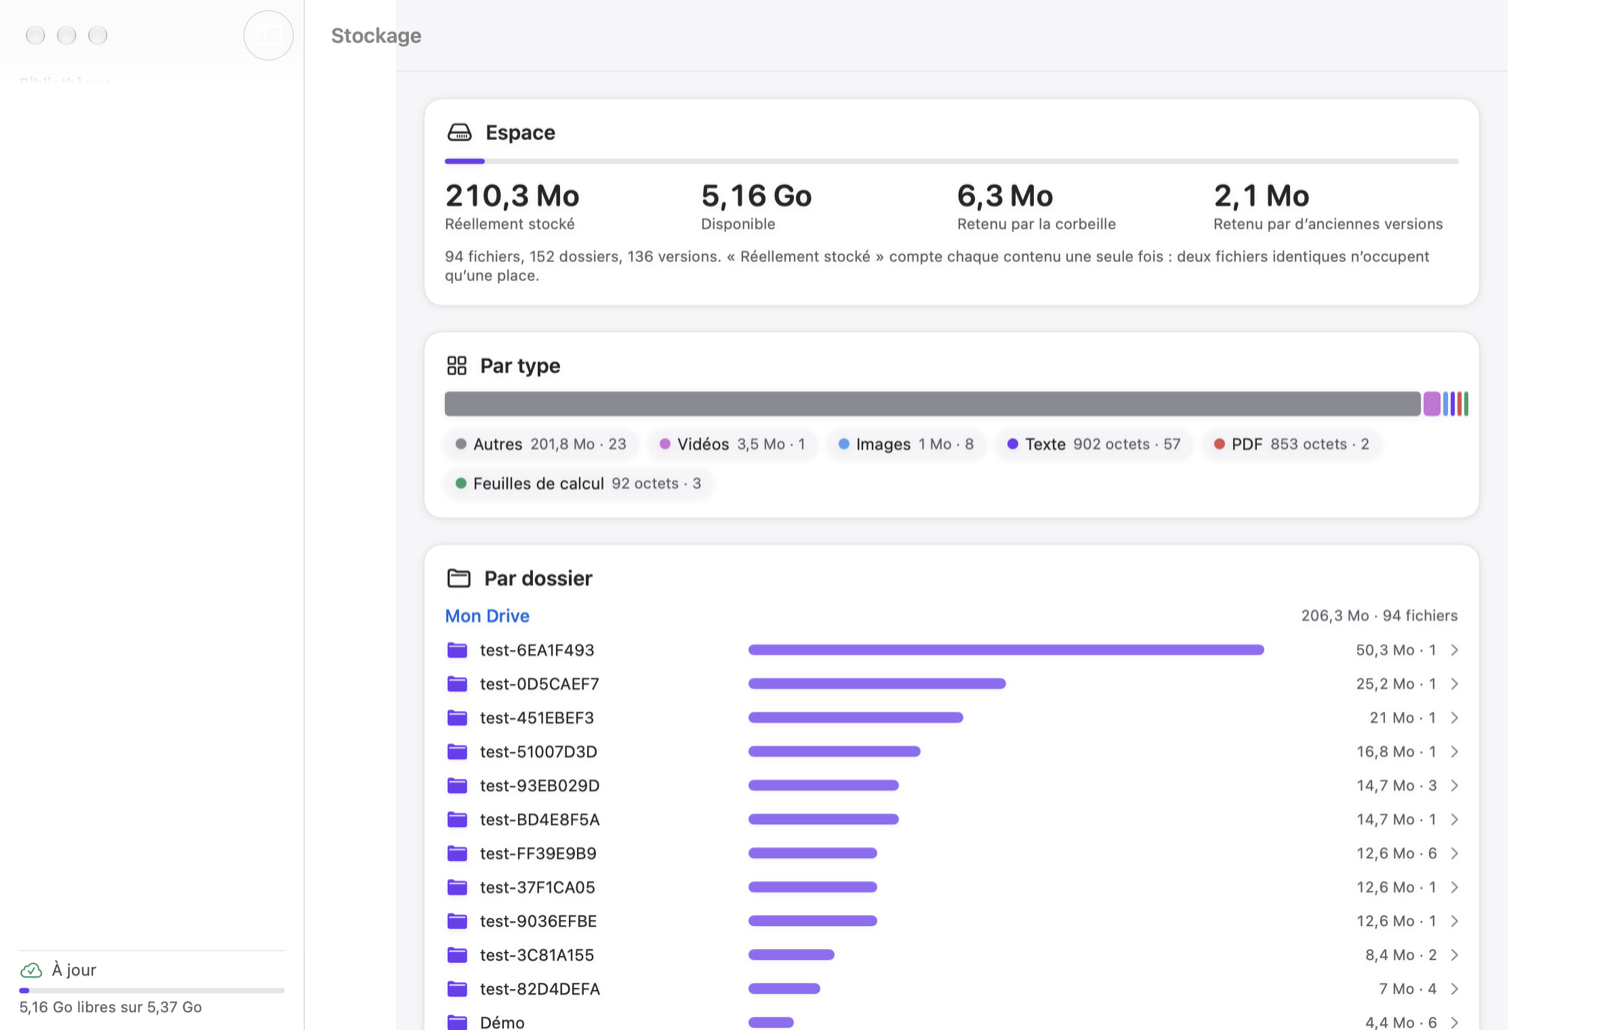 Stockage
Espace
210,3 Mo
Réellement stocké
5,16 Go
Disponible
6,3 Mo
Retenu par la corbeille
2,1 Mo
Retenu par d’anciennes versions
94 fichiers, 152 dossiers, 136 versions. « Réellement stocké » compte chaque contenu une seule fois : deux fichiers identiques n’occupent
qu’une place.
Par type
Autres 201,8 Mo · 23
Vidéos 3,5 Mo · 1
Images 1 Mo · 8
Texte 902 octets · 57
PDF 853 octets · 2
Feuilles de calcul 92 octets · 3
Par dossier
Mon Drive 206,3 Mo · 94 fichiers
test-6EA1F493 50,3 Mo · 1
test-0D5CAEF7 25,2 Mo · 1
test-451EBEF3 21 Mo · 1
test-51007D3D 16,8 Mo · 1
test-93EB029D 14,7 Mo · 3
test-BD4E8F5A 14,7 Mo · 1
test-FF39E9B9 12,6 Mo · 6
test-37F1CA05 12,6 Mo · 1
test-9036EFBE 12,6 Mo · 1
test-3C81A155 8,4 Mo · 2
test-82D4DEFA 7 Mo · 4
Démo 4,4 Mo · 6
À jour
5,16 Go libres sur 5,37 Go